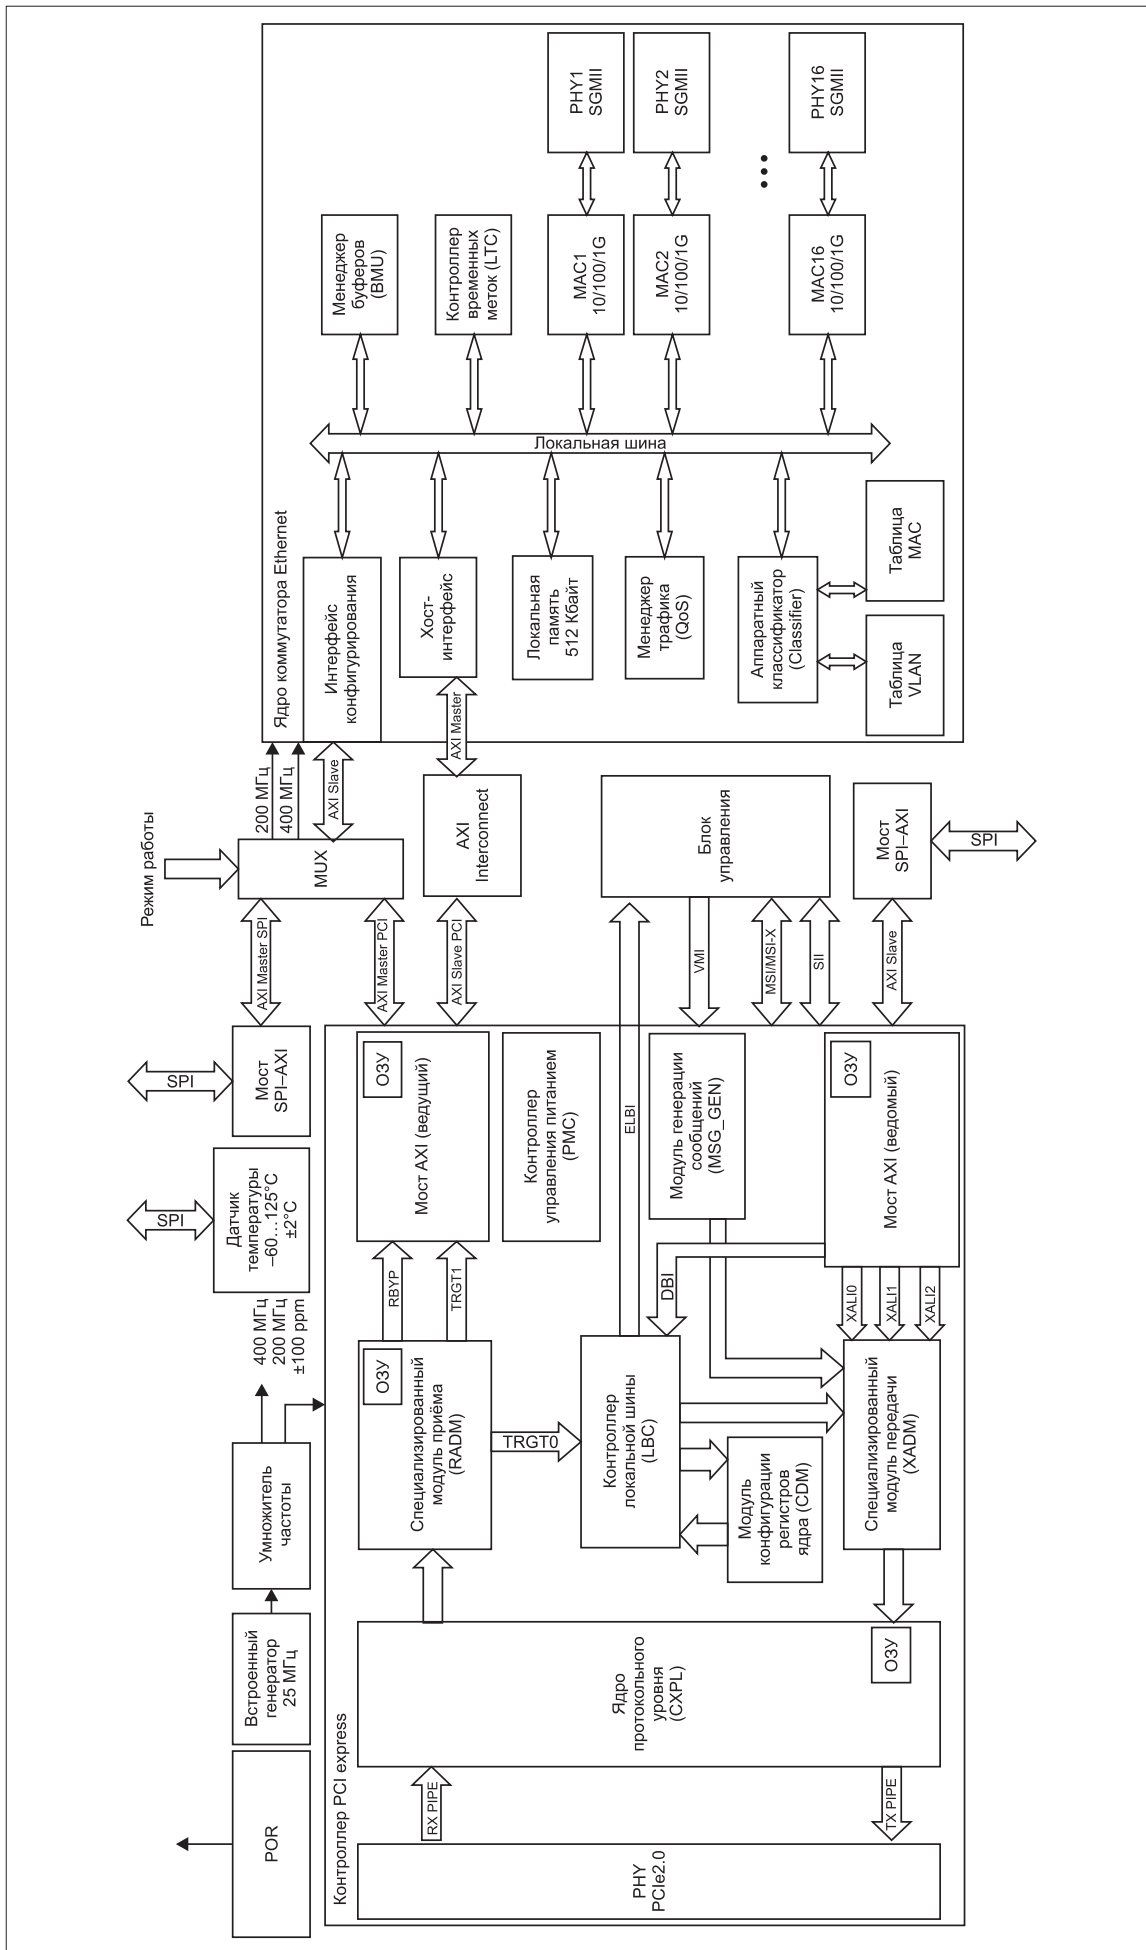 POR
Встроенный
генератор
25 МГц
Умножитель
частоты
400 МГц
200 МГц
±100 ppm
SPI
Датчик
температуры
–60…125°C
±2°C
SPI
Мост
SPI–AXI
AXI Master SPI
Режим работы
MUX
200 МГц
400 МГц
AXI Master PCI
AXI Slave
AXI Slave PCI
AXI
Interconnect
AXI Master
Контроллер PCI express
PHY
PCIe2.0
RX PIPE
TX PIPE
Ядро
протокольного
уровня
(CXPL)
ОЗУ
Специализированный
модуль приёма
(RADM)
ОЗУ
RBYP
TRGT1
TRGT0
Мост AXI (ведущий)
ОЗУ
Контроллер
управления питанием
(PMC)
Контроллер
локальной шины
(LBC)
ELBI
DBI
Модуль генерации
сообщений
(MSG_GEN)
Модуль
конфигурации
регистров
ядра (CDM)
Специализированный
модуль передачи
(XADM)
XALI0
XALI1
XALI2
Мост AXI (ведомый)
ОЗУ
VMI
MSI/MSI-X
SII
AXI Slave
Блок
управления
Мост
SPI–AXI
SPI
Ядро коммутатора Ethernet
Интерфейс
конфигурирования
Хост-
интерфейс
Локальная
память
512 Кбайт
Менеджер
трафика
(QoS)
Аппаратный
классификатор
(Classifier)
Таблица
VLAN
Таблица
MAC
Локальная шина
Менеджер
буферов
(BMU)
Контроллер
временных
меток (LTC)
MAC1
10/100/1G
MAC2
10/100/1G
MAC16
10/100/1G
PHY1
SGMII
PHY2
SGMII
•••
PHY16
SGMII